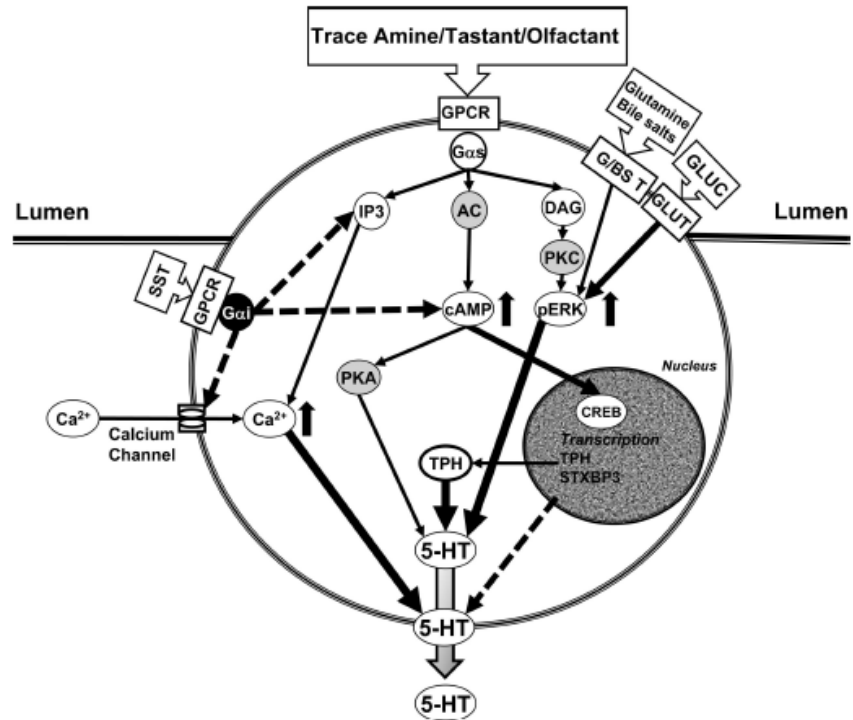 Trace Amine/Tastant/Olfactant
GPCR
Gαs
Glutamine
Bile salts
G/BS T
GLUC
GLUT
Lumen
Lumen
IP3
AC
DAG
PKC
SST
GPCR
Gαi
cAMP
pERK
PKA
Nucleus
CREB
Ca²⁺
Ca²⁺
Calcium
Channel
Transcription
TPH
TPH
STXBP3
5-HT
5-HT
5-HT